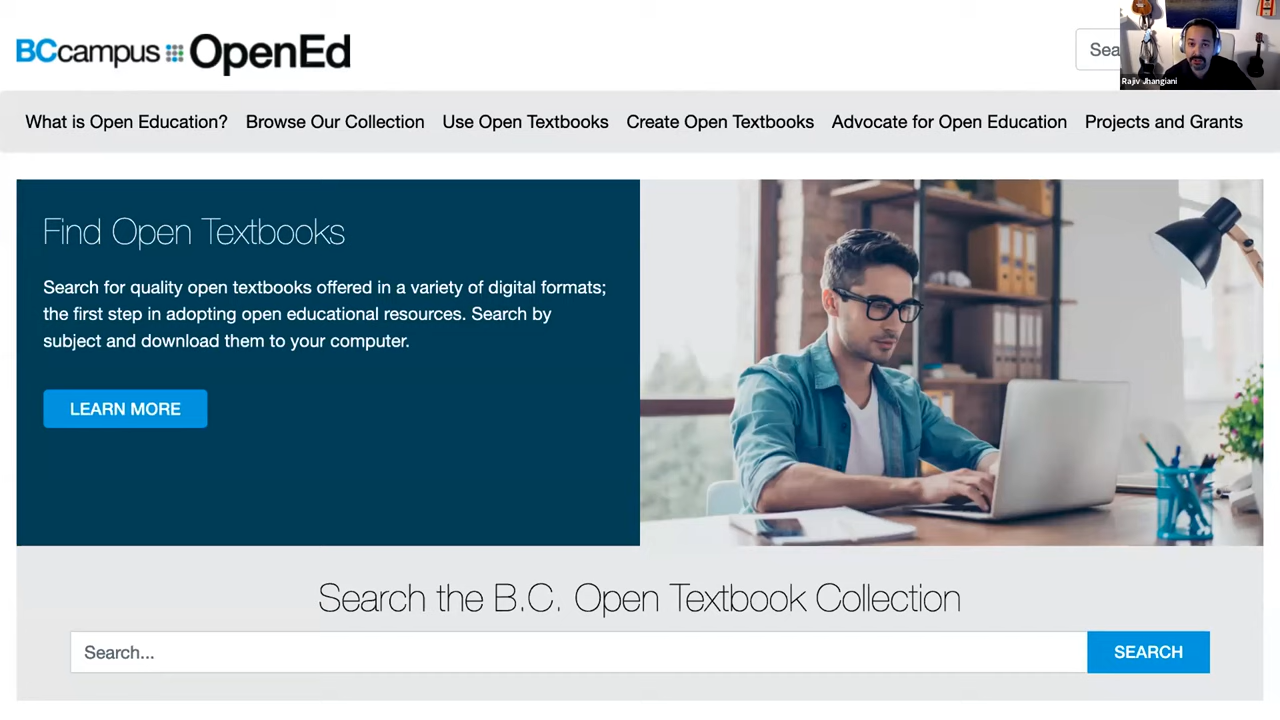 BCcampus OpenEd
Sea
Rajiv Jhangiani
What is Open Education? Browse Our Collection Use Open Textbooks Create Open Textbooks Advocate for Open Education Projects and Grants
Find Open Textbooks
Search for quality open textbooks offered in a variety of digital formats;
the first step in adopting open educational resources. Search by
subject and download them to your computer.
LEARN MORE
Search the B.C. Open Textbook Collection
Search... SEARCH